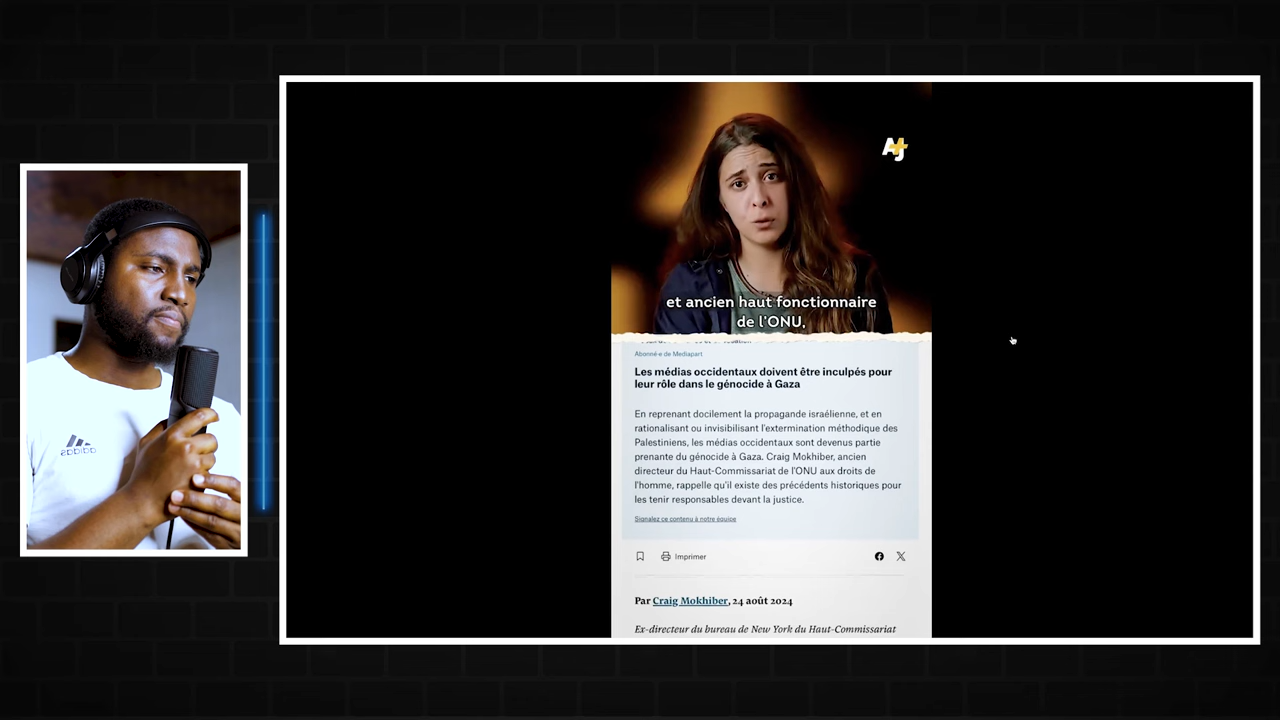 AJ+
et ancien haut fonctionnaire
de l'ONU,
Abonné·e de Mediapart
Les médias occidentaux doivent être inculpés pour
leur rôle dans le génocide à Gaza
En reprenant docilement la propagande israélienne, et en
rationalisant ou invisibilisant l'extermination méthodique des
Palestiniens, les médias occidentaux sont devenus partie
prenante du génocide à Gaza. Craig Mokhiber, ancien
directeur du Haut-Commissariat de l'ONU aux droits de
l'homme, rappelle qu'il existe des précédents historiques pour
les tenir responsables devant la justice.
Signalez ce contenu à notre équipe
Imprimer
Par Craig Mokhiber, 24 août 2024
Ex-directeur du bureau de New York du Haut-Commissariat
adidas